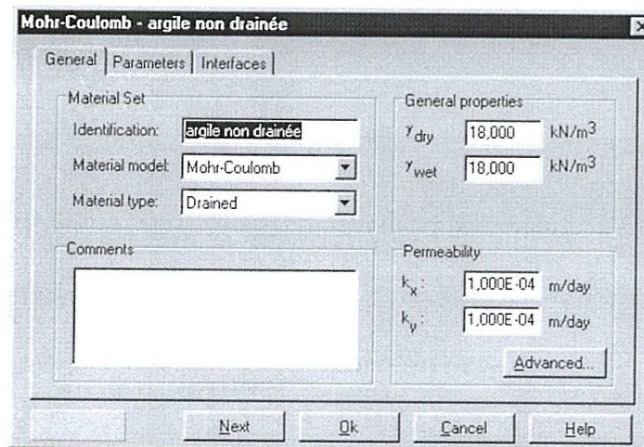 Mohr-Coulomb - argile non drainée
General Parameters Interfaces
Material Set
Identification: argile non drainée
Material model: Mohr-Coulomb
Material type: Drained
General properties
γdry 18,000 kN/m3
γwet 18,000 kN/m3
Comments
Permeability
kx : 1,000E-04 m/day
ky : 1,000E-04 m/day
Advanced...
Next Ok Cancel Help